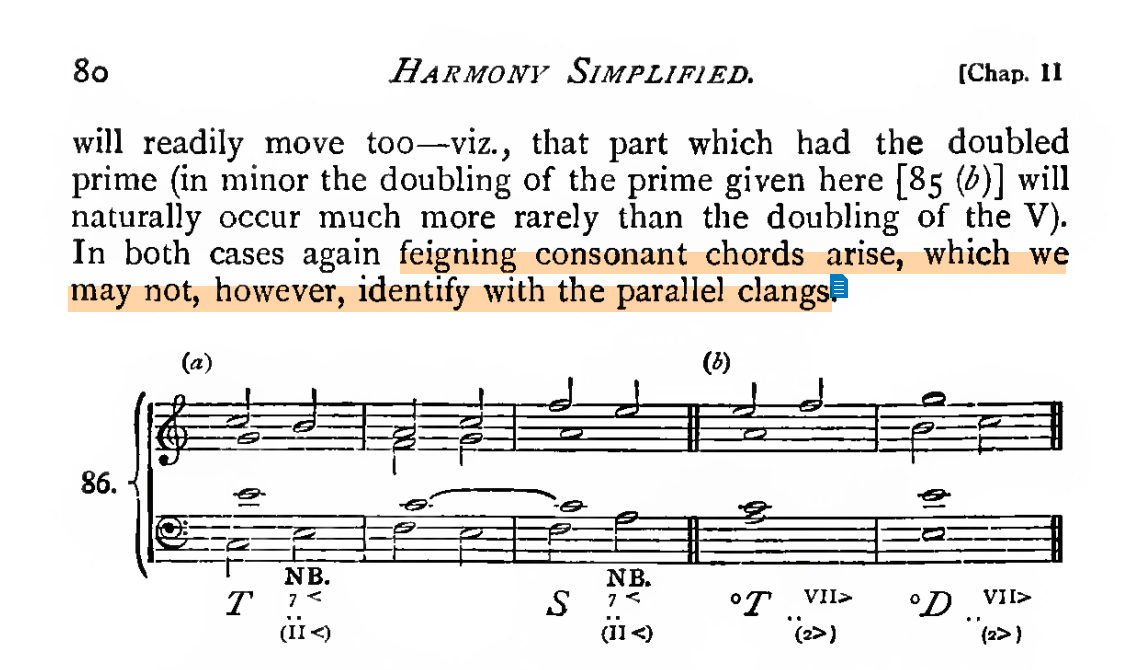 80 HARMONY SIMPLIFIED. [Chap. II
will readily move too—viz., that part which had the doubled
prime (in minor the doubling of the prime given here [85 (b)] will
naturally occur much more rarely than the doubling of the V).
In both cases again feigning consonant chords arise, which we
may not, however, identify with the parallel clangs.
(a) (b)
86.
NB. NB.
T 7 < S 7 < °T .. VII> °D .. VII>
.. (II <) .. (II <) (2>) (2>)